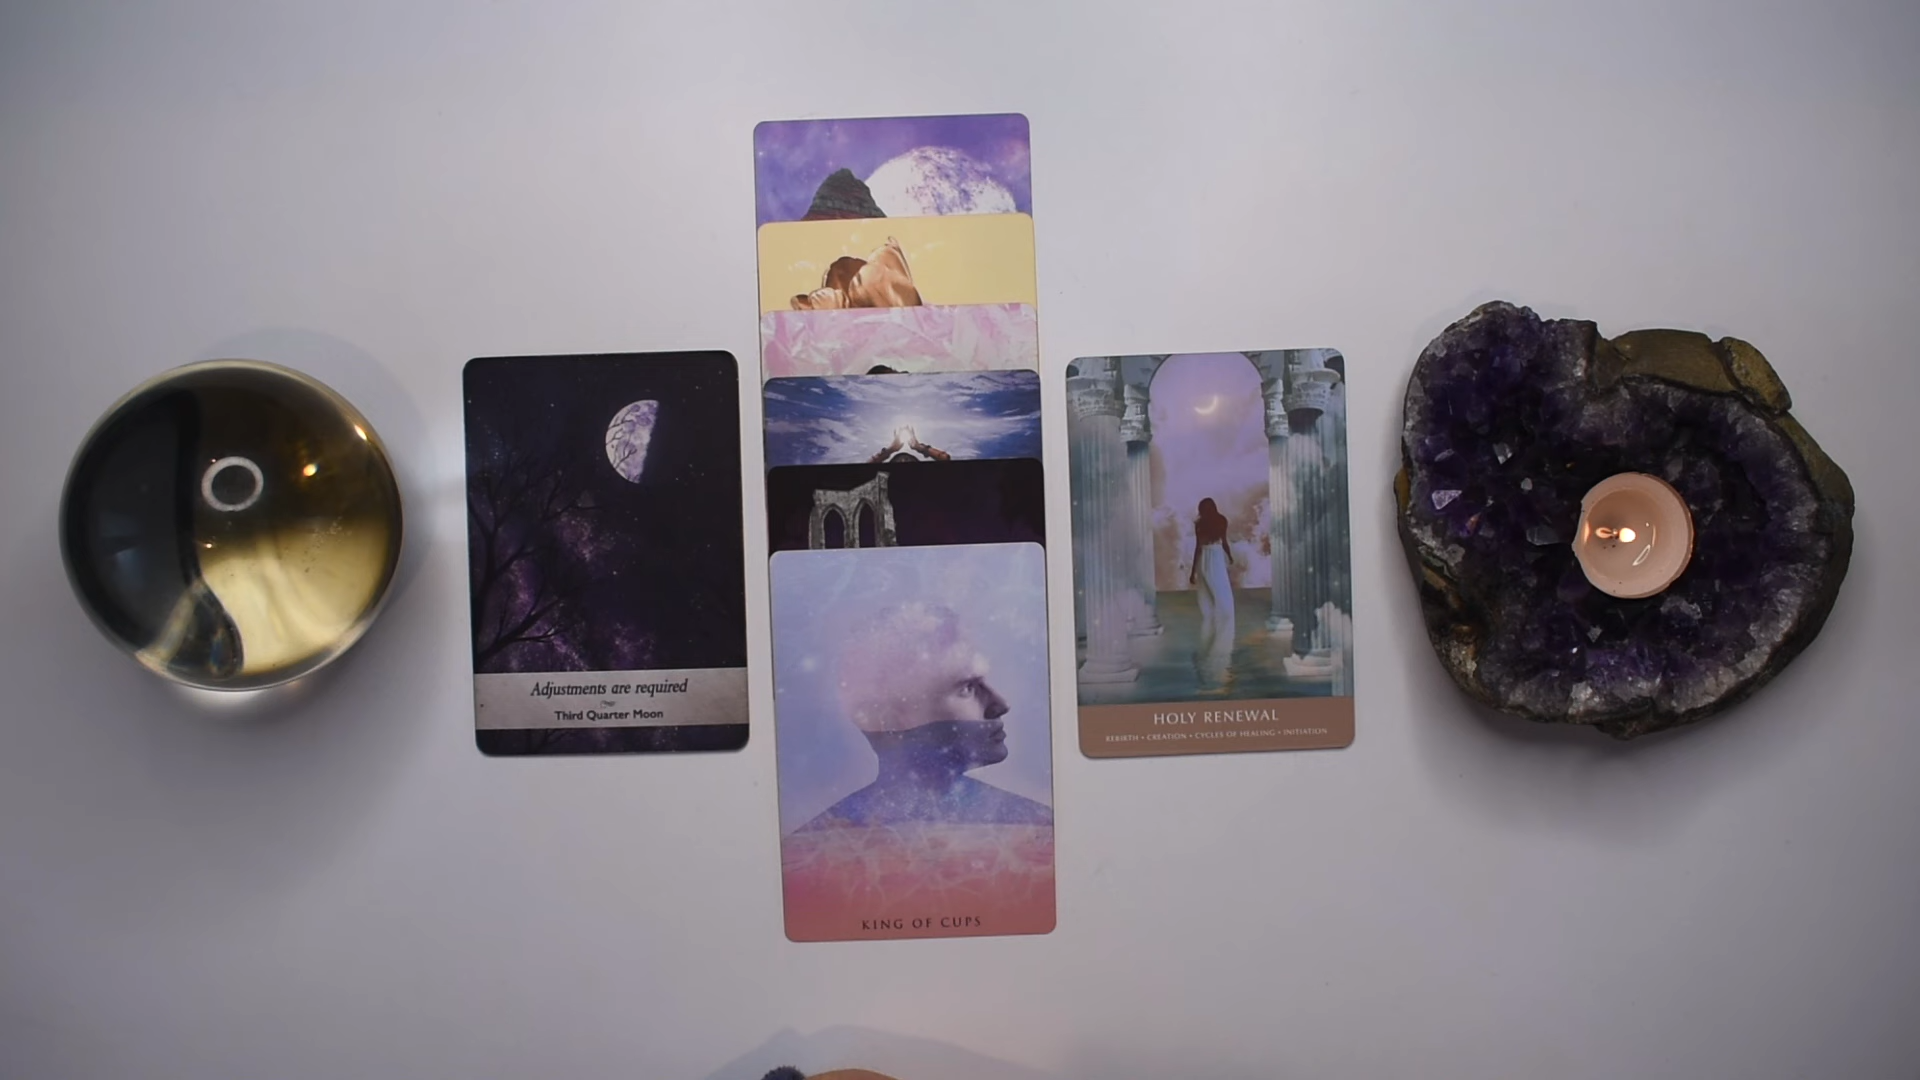 Adjustments are required
Third Quarter Moon
KING OF CUPS
HOLY RENEWAL
REBIRTH • CREATION • CYCLES OF HEALING • INITIATION